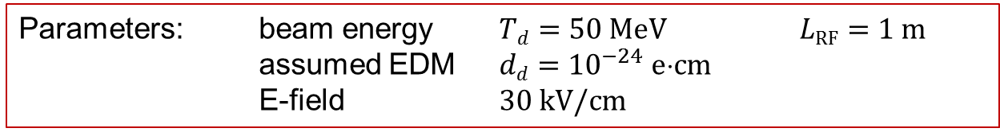 Parameters: beam energy T_d = 50 MeV L_RF = 1 m
assumed EDM d_d = 10^−24 e·cm
E-field 30 kV/cm